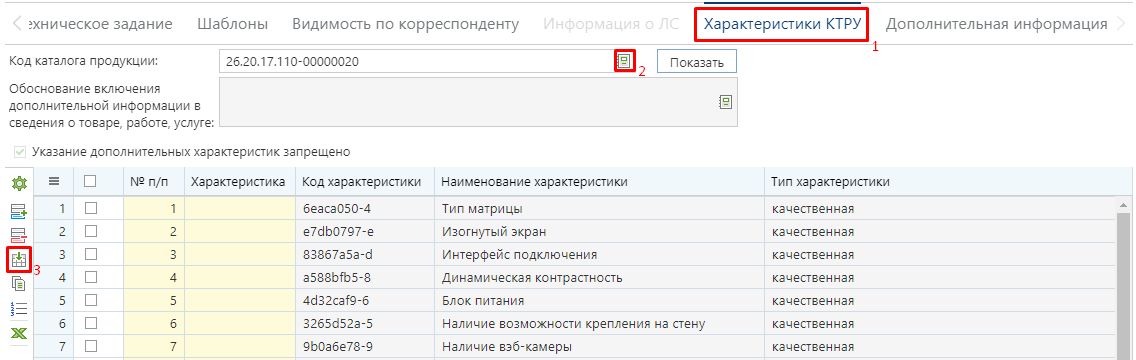 ехническое задание Шаблоны Видимость по корреспонденту Информация о ЛС Характеристики КТРУ Дополнительная информация
1
Код каталога продукции: 26.20.17.110-00000020 Показать
2
Обоснование включения
дополнительной информации в
сведения о товаре, работе, услуге:
Указание дополнительных характеристик запрещено
№ п/п Характеристика Код характеристики Наименование характеристики Тип характеристики
1 1 6eaca050-4 Тип матрицы качественная
2 2 e7db0797-e Изогнутый экран качественная
3 3 83867a5a-d Интерфейс подключения качественная
3
4 4 a588bfb5-8 Динамическая контрастность качественная
5 5 4d32caf9-6 Блок питания качественная
6 6 3265d52a-5 Наличие возможности крепления на стену качественная
7 7 9b0a6e78-9 Наличие вэб-камеры качественная